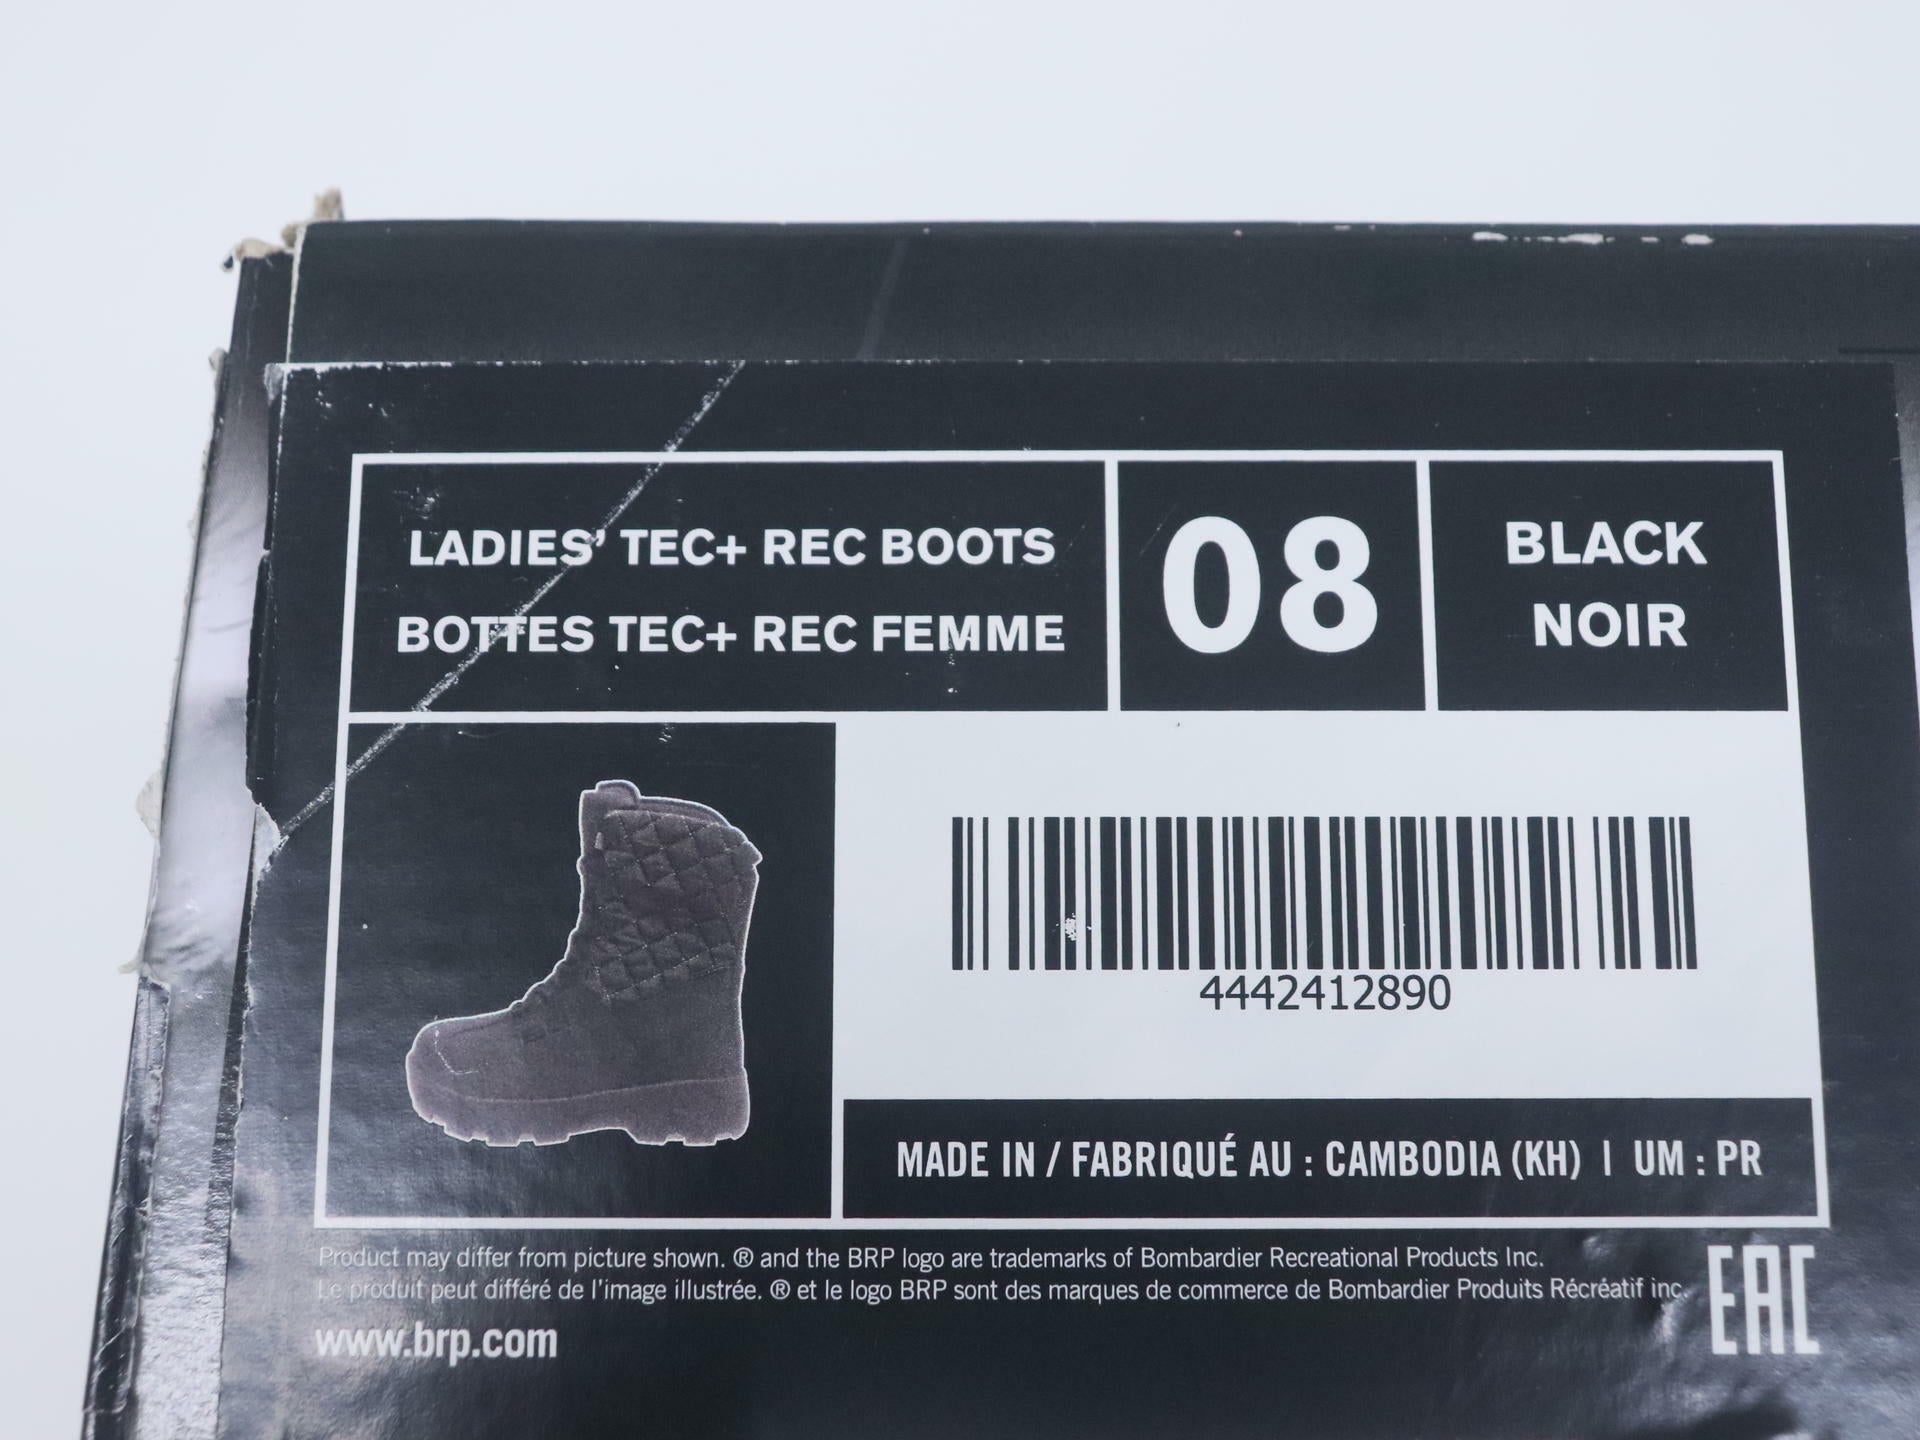 LADIES' TEC+ REC BOOTS
BOTTES TEC+ REC FEMME
08
BLACK
NOIR
4442412890
MADE IN / FABRIQUÉ AU : CAMBODIA (KH) | UM : PR
Product may differ from picture shown. ® and the BRP logo are trademarks of Bombardier Recreational Products Inc.
Le produit peut différé de l'image illustrée. ® et le logo BRP sont des marques de commerce de Bombardier Produits Récréatif inc.
EAC
www.brp.com